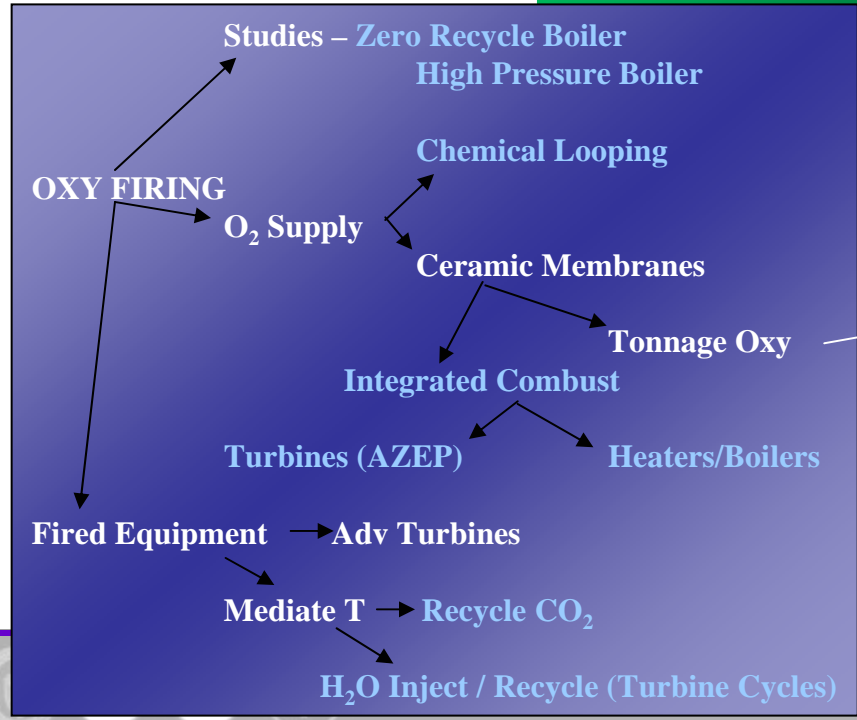 Studies – Zero Recycle Boiler
High Pressure Boiler
Chemical Looping
OXY FIRING
O₂ Supply
Ceramic Membranes
Tonnage Oxy
Integrated Combust
Turbines (AZEP)
Heaters/Boilers
Fired Equipment
Adv Turbines
Mediate T
Recycle CO₂
H₂O Inject / Recycle (Turbine Cycles)